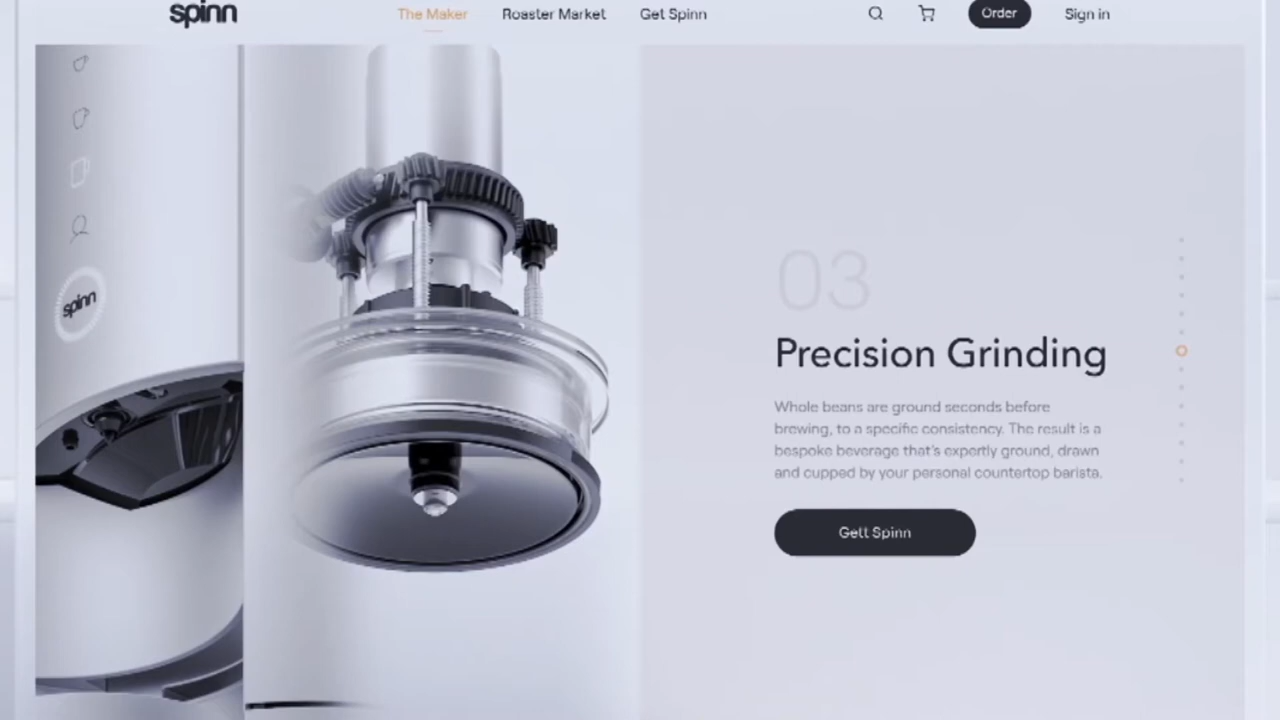 spinn
The Maker
Roaster Market
Get Spinn
Order
Sign in
spinn
03
Precision Grinding
Whole beans are ground seconds before
brewing, to a specific consistency. The result is a
bespoke beverage that's expertly ground, drawn
and cupped by your personal countertop barista.
Gett Spinn